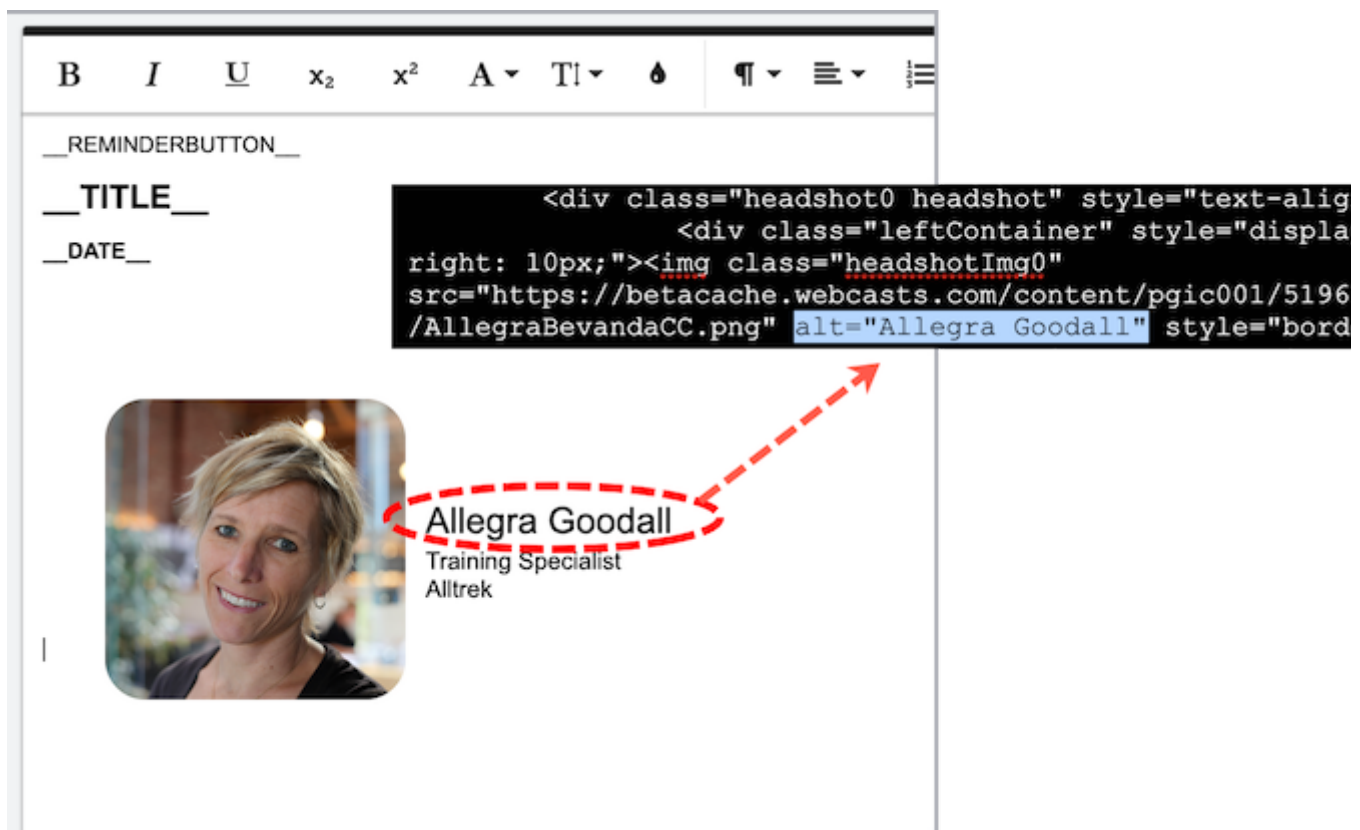 B I U x₂ x² A T ¶
__REMINDERBUTTON__
__TITLE__
__DATE__
<div class="headshot0 headshot" style="text-alig
<div class="leftContainer" style="displa
right: 10px;"><img class="headshotImg0"
src="https://betacache.webcasts.com/content/pgic001/5196
/AllegraBevandaCC.png" alt="Allegra Goodall" style="bord
Allegra Goodall
Training Specialist
Alltrek